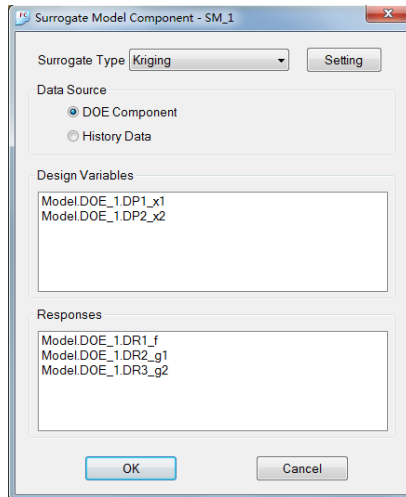 Surrogate Model Component - SM_1
Surrogate Type Kriging Setting
Data Source
DOE Component
History Data
Design Variables
Model.DOE_1.DP1_x1
Model.DOE_1.DP2_x2
Responses
Model.DOE_1.DR1_f
Model.DOE_1.DR2_g1
Model.DOE_1.DR3_g2
OK Cancel